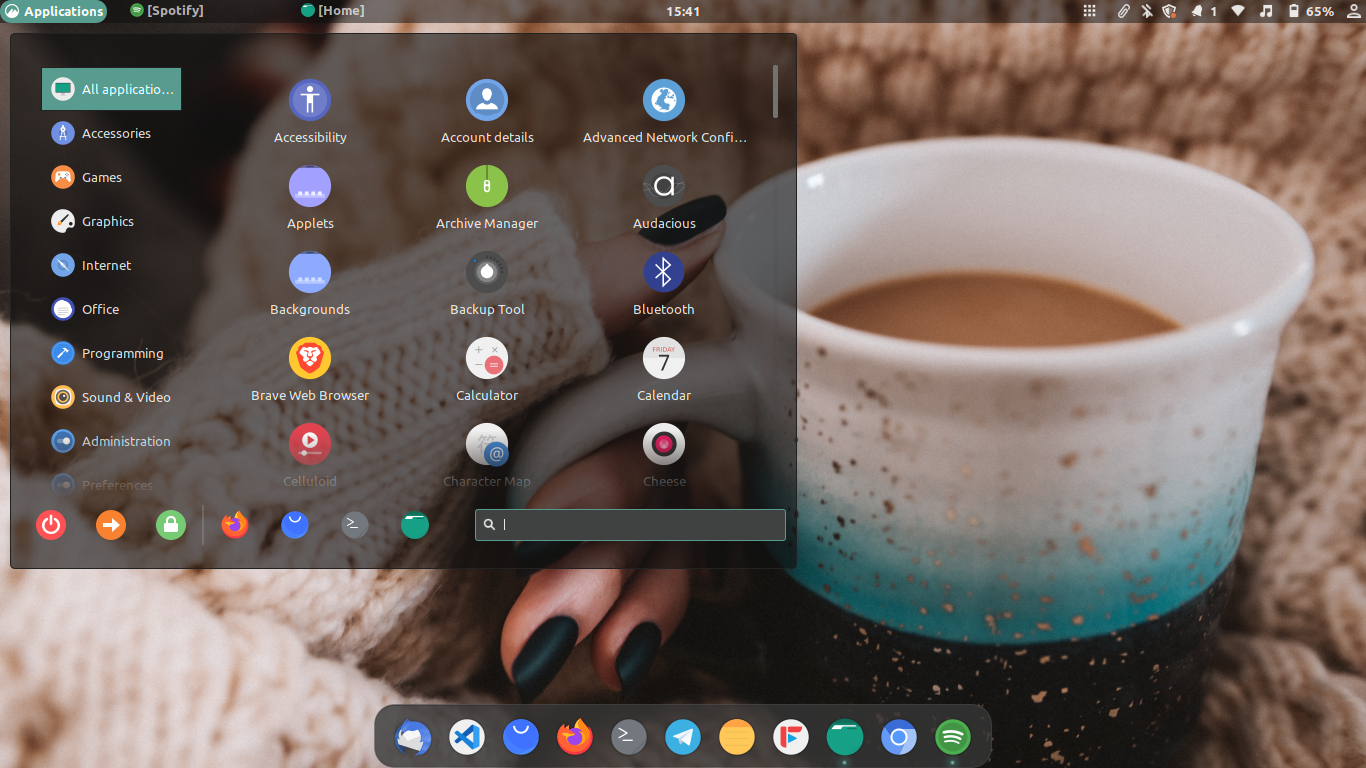 Applications
[Spotify]
[Home]
15:41
1
65%
All applicatio...
Accessories
Games
Graphics
Internet
Office
Programming
Sound & Video
Administration
Preferences
Accessibility
Account details
Advanced Network Confi...
Applets
Archive Manager
Audacious
Backgrounds
Backup Tool
Bluetooth
Brave Web Browser
Calculator
FRIDAY
7
Calendar
Celluloid
Character Map
Cheese